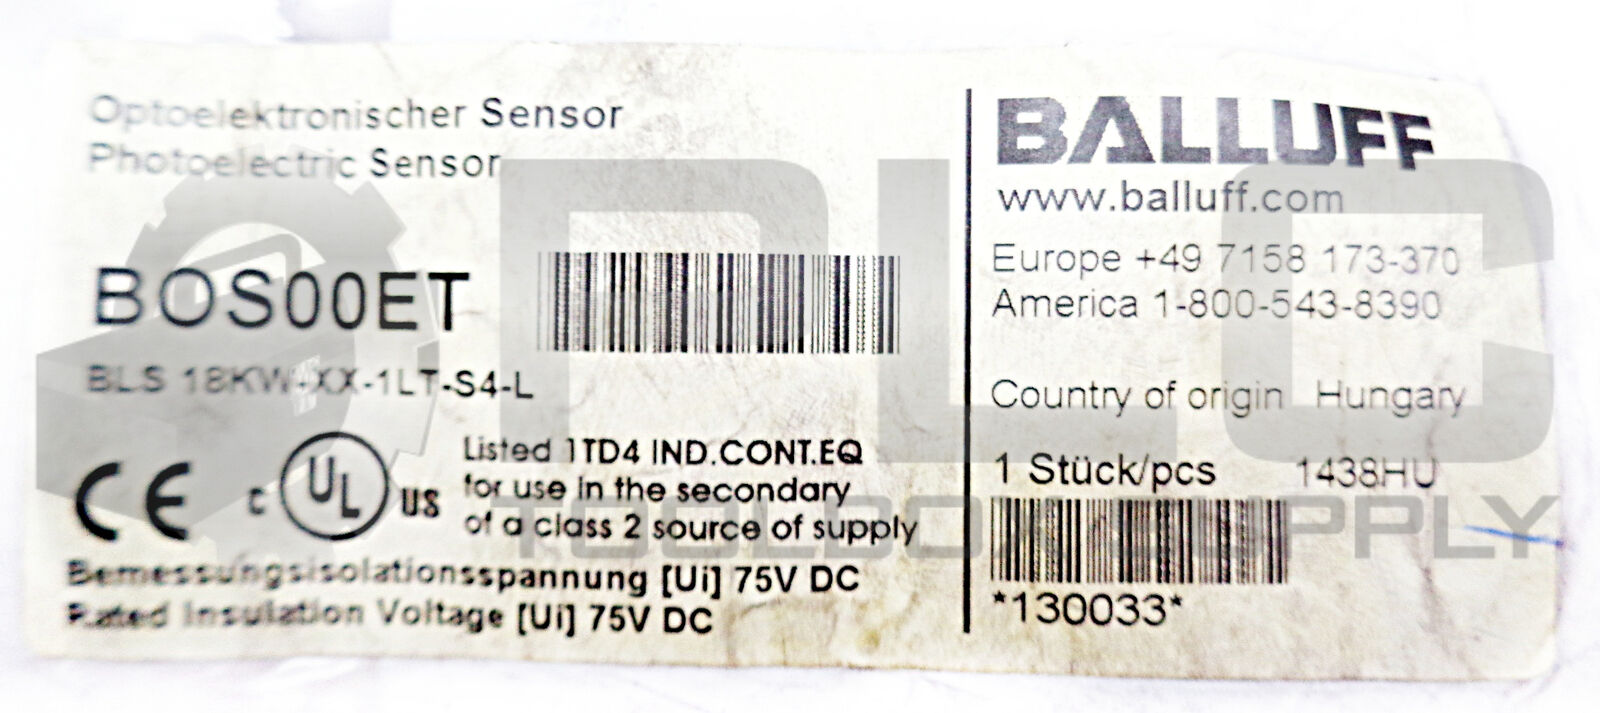 Optoelektronischer Sensor
Photoelectric Sensor
BOS00ET
BLS 18KW-XX-1LT-S4-L
CE
C UL US
Listed 1TD4 IND.CONT.EQ
for use in the secondary
of a class 2 source of supply
Bemessungsisolationsspannung [Ui] 75V DC
Rated Insulation Voltage [Ui] 75V DC
BALLUFF
www.balluff.com
Europe +49 7158 173-370
America 1-800-543-8390
Country of origin Hungary
1 Stück/pcs 1438HU
*130033*
PLC
TOOLBOX SUPPLY